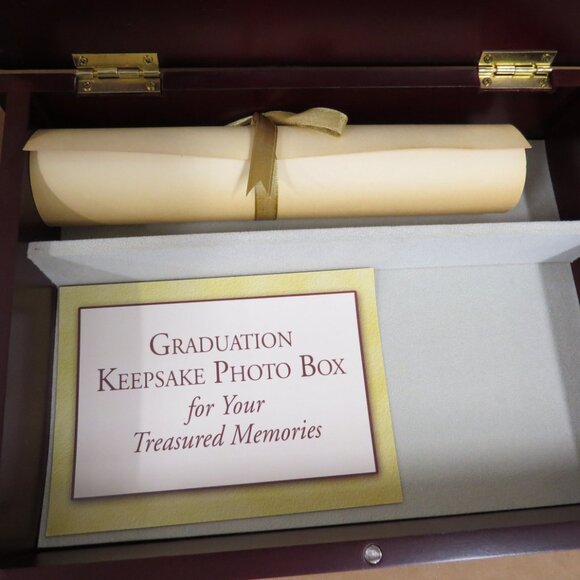 GRADUATION
KEEPSAKE PHOTO BOX
for Your
Treasured Memories